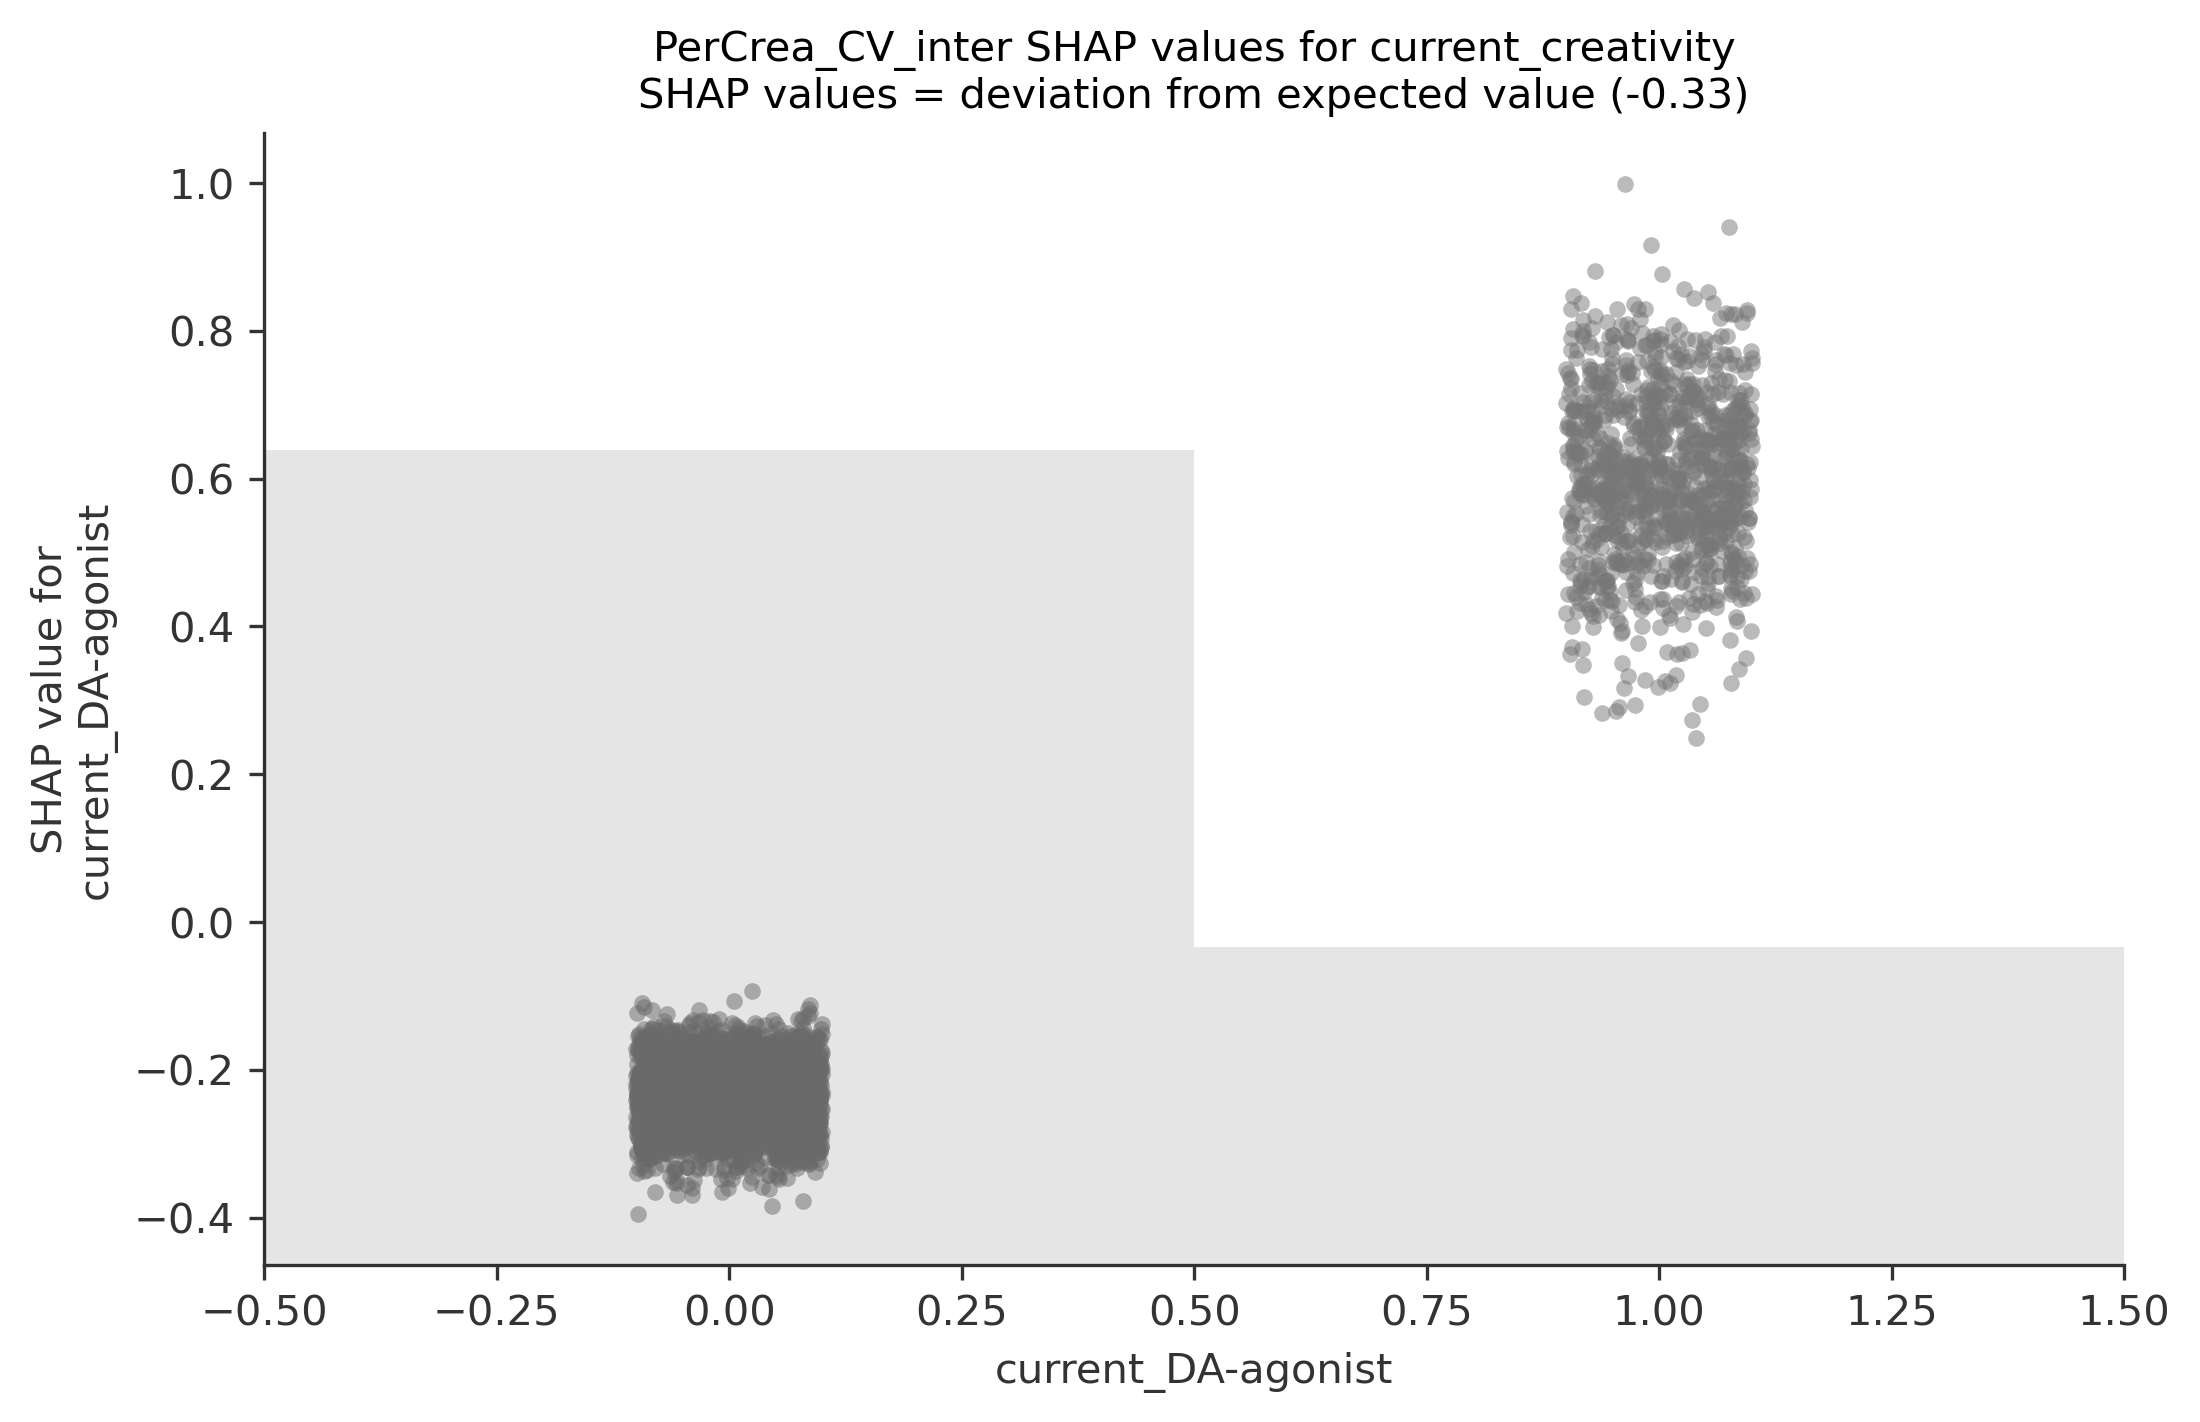 PerCrea_CV_inter SHAP values for current_creativity
SHAP values = deviation from expected value (-0.33)
SHAP value for
current_DA-agonist
1.0
0.8
0.6
0.4
0.2
0.0
−0.2
−0.4
−0.50 −0.25 0.00 0.25 0.50 0.75 1.00 1.25 1.50
current_DA-agonist